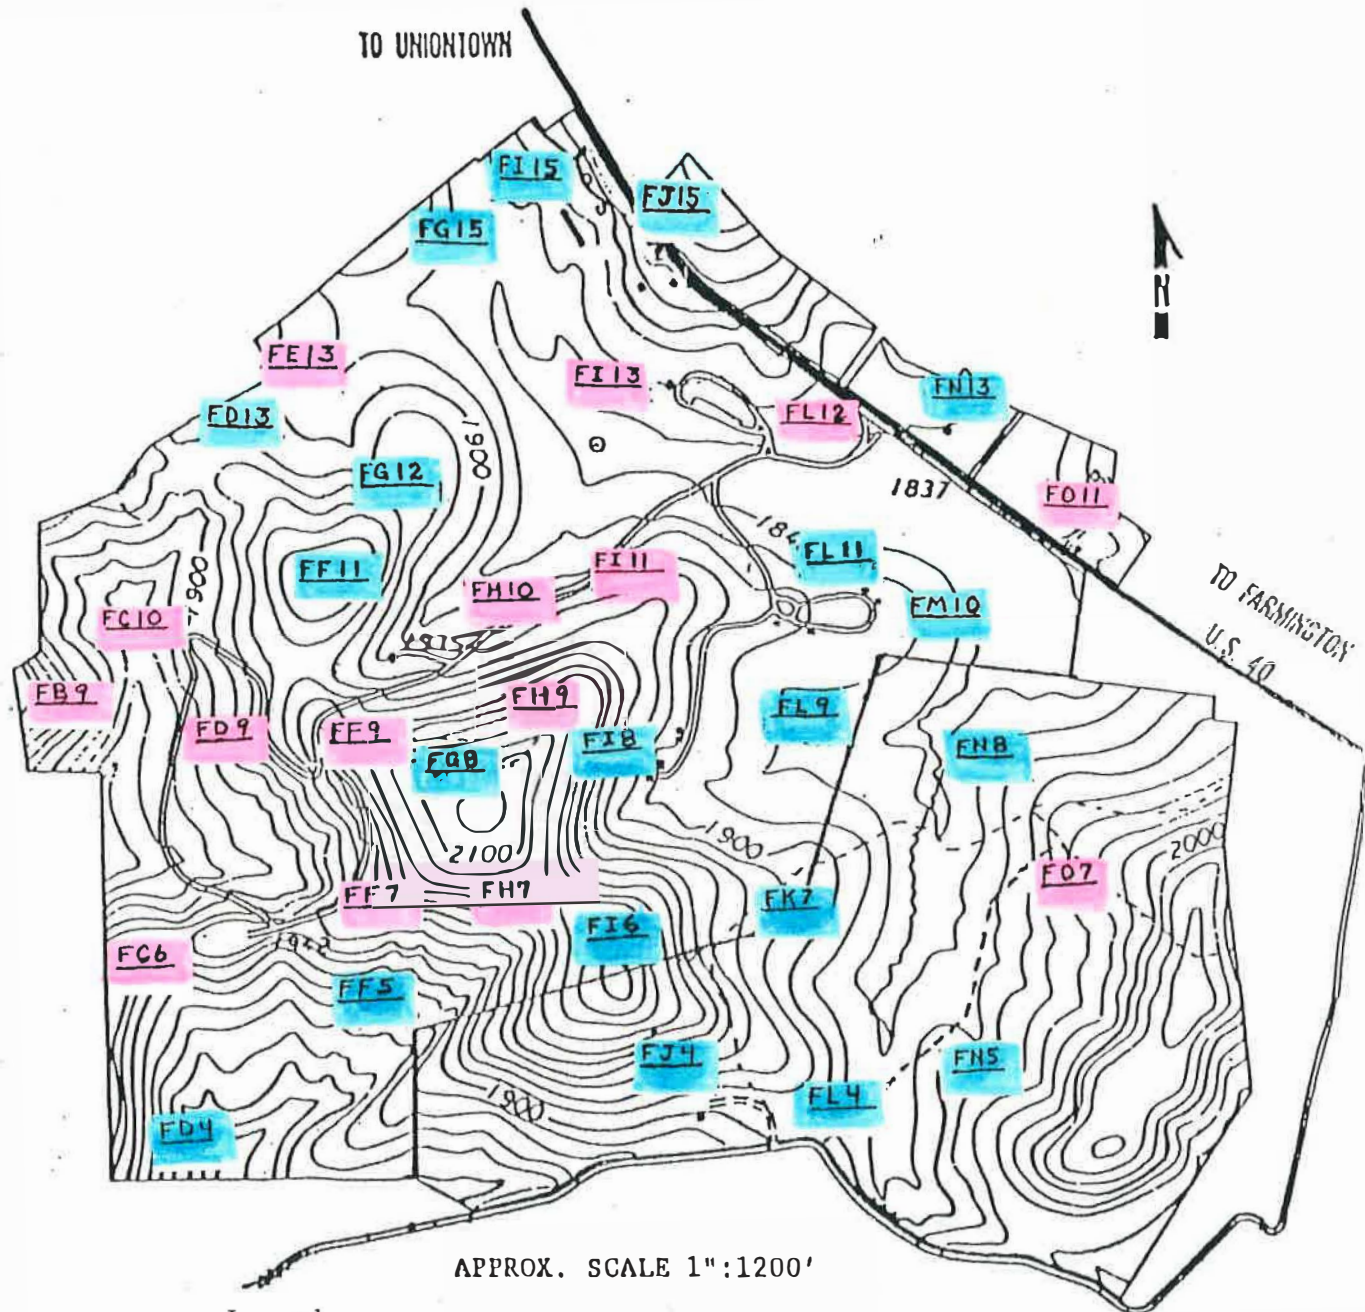 TO UNIONTOWN
FI15
FJ15
FG15
N
FE13
FI13
FN13
FD13
FL12
1900
FG12
1837
FO11
184
FL11
FF11
FI11
1900
FH10
FM10
TO FARMINGTON
U.S. 40
FC10
FB9
FH9
FL9
FD9
FF9
FI8
FN8
FG8
1900
2000
2100
FO7
FF7
FH7
FK7
FI6
FC6
FF5
FJ4
FN5
1900
FL4
FD4
APPROX. SCALE 1":1200'